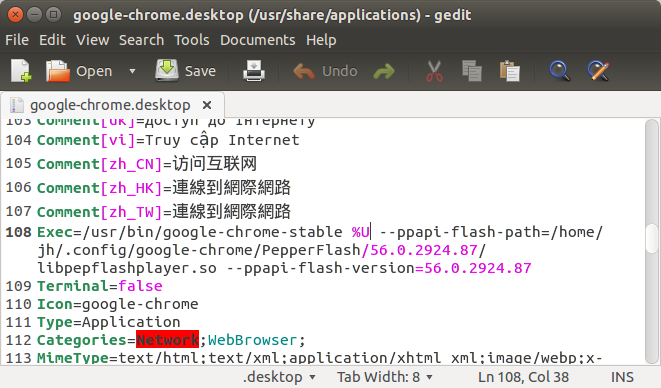 google-chrome.desktop (/usr/share/applications) - gedit
File Edit View Search Tools Documents Help
Open Save Undo
google-chrome.desktop ×
103 Comment[uk]=Доступ до Інтернету
104 Comment[vi]=Truy cập Internet
105 Comment[zh_CN]=访问互联网
106 Comment[zh_HK]=連線到網際網路
107 Comment[zh_TW]=連線到網際網路
108 Exec=/usr/bin/google-chrome-stable %U --ppapi-flash-path=/home/
jh/.config/google-chrome/PepperFlash/56.0.2924.87/
libpepflashplayer.so --ppapi-flash-version=56.0.2924.87
109 Terminal=false
110 Icon=google-chrome
111 Type=Application
112 Categories=Network;WebBrowser;
113 MimeType=text/html;text/xml;application/xhtml_xml;image/webp;x-
.desktop Tab Width: 8 Ln 108, Col 38 INS